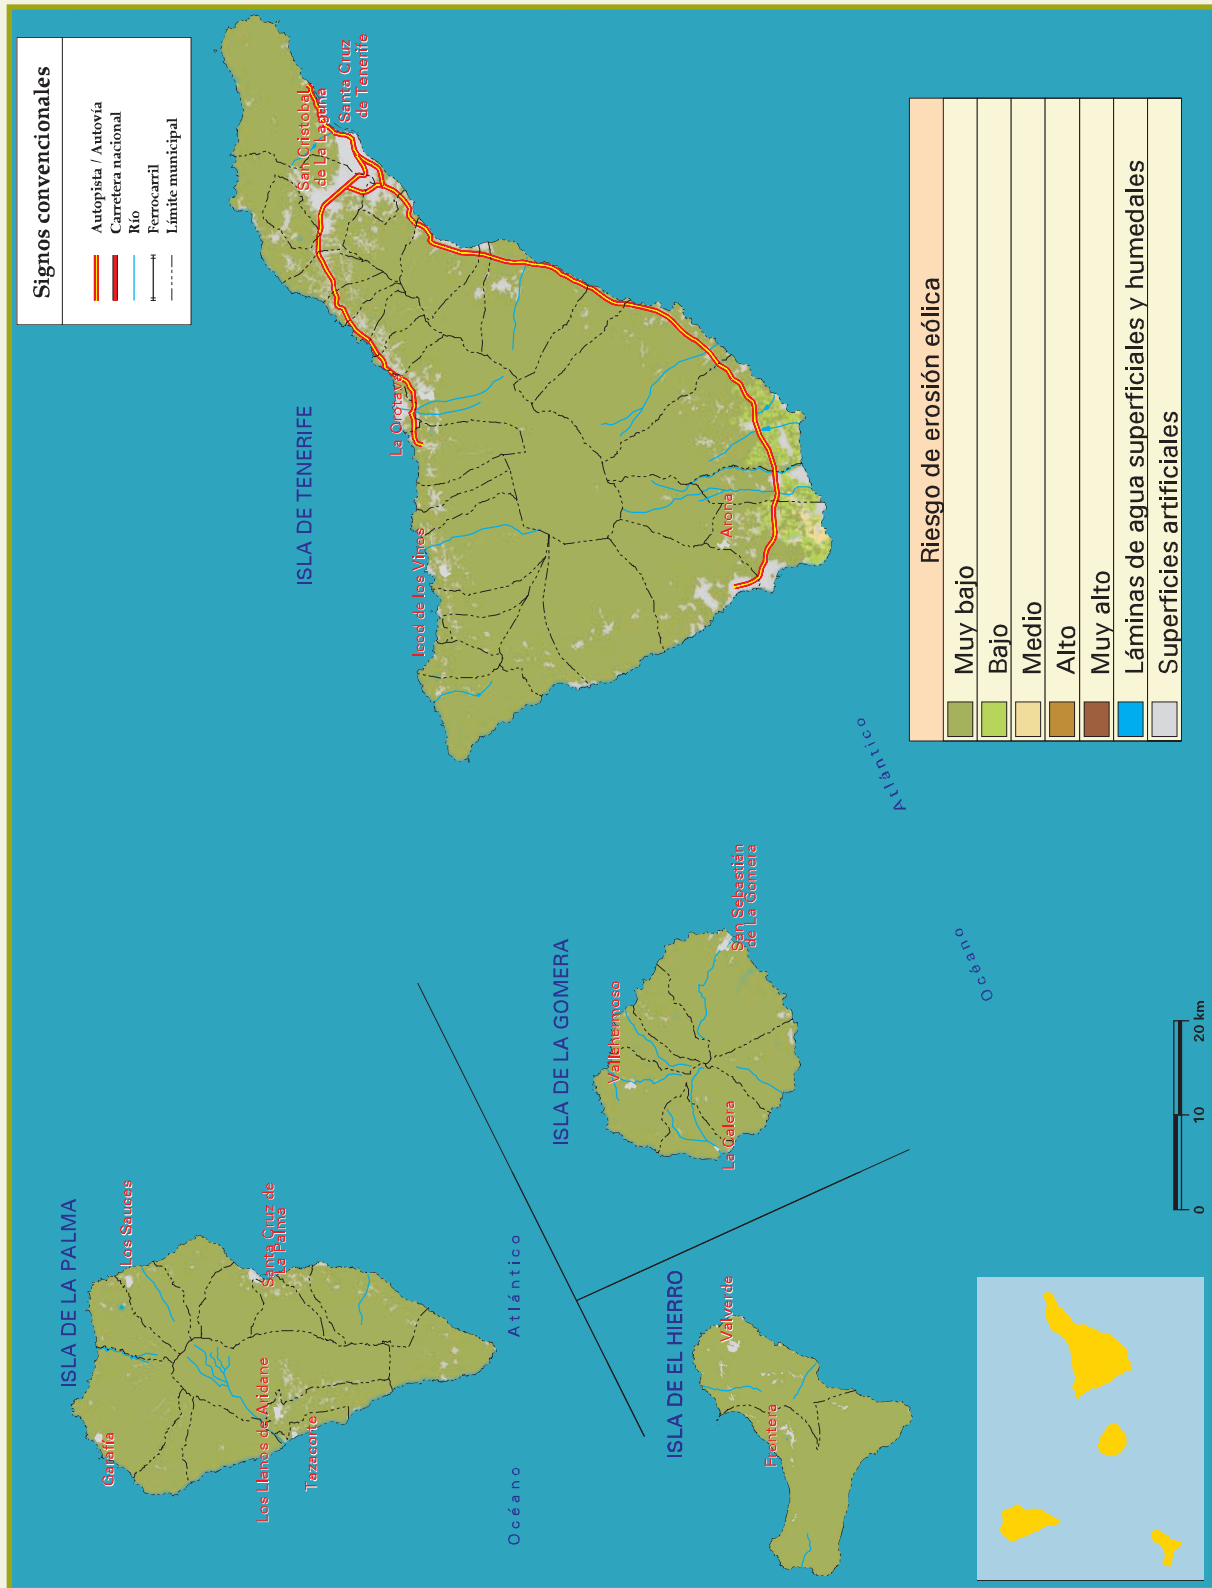 Signos convencionales
Autopista / Autovía
Carretera nacional
Río
Ferrocarril
Límite municipal
ISLA DE LA PALMA
Garafía
Los Sauces
Santa Cruz de
La Palma
Los Llanos de Aridane
Tazacorte
Océano
Atlántico
ISLA DE TENERIFE
San Cristobal
de La Laguna
Santa Cruz
de Tenerife
La Orotava
Icod de los Vinos
Arona
ISLA DE LA GOMERA
Vallehermoso
San Sebastián
de La Gomera
La Calera
ISLA DE EL HIERRO
Valverde
Frontera
Océano
Atlántico
Riesgo de erosión eólica
Muy bajo
Bajo
Medio
Alto
Muy alto
Láminas de agua superficiales y humedales
Superficies artificiales
0 10 20 km